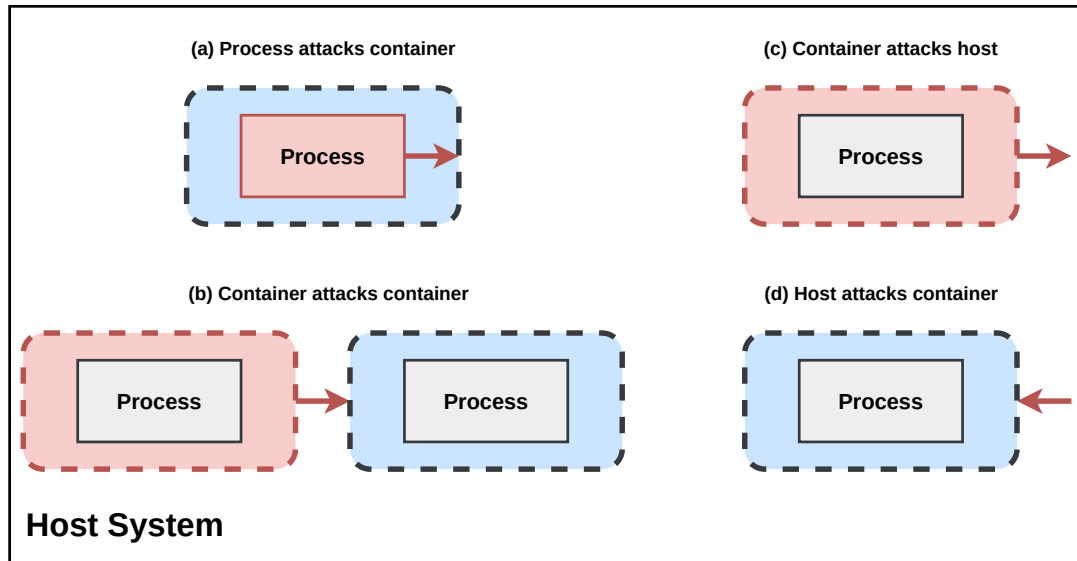 (a) Process attacks container
Process
(c) Container attacks host
Process
(b) Container attacks container
Process
Process
(d) Host attacks container
Process
Host System